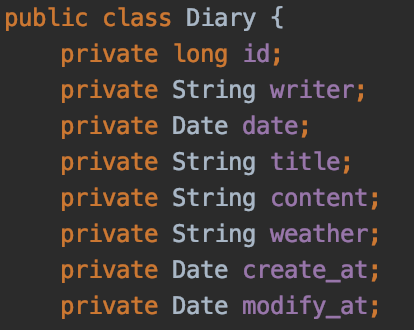 public class Diary {
    private long id;
    private String writer;
    private Date date;
    private String title;
    private String content;
    private String weather;
    private Date create_at;
    private Date modify_at;